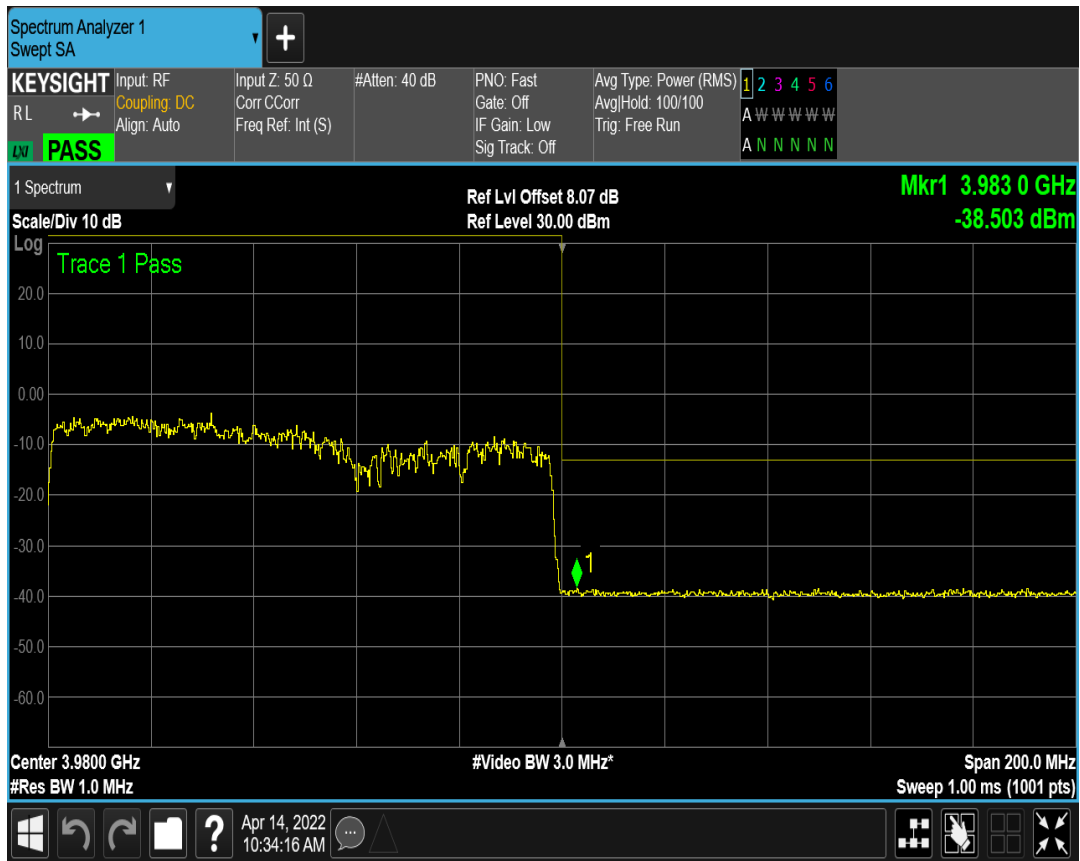 Spectrum Analyzer 1
Swept SA
+
KEYSIGHT
RL
LXI PASS
Input: RF
Coupling: DC
Align: Auto
Input Z: 50 Ω
Corr CCorr
Freq Ref: Int (S)
#Atten: 40 dB
PNO: Fast
Gate: Off
IF Gain: Low
Sig Track: Off
Avg Type: Power (RMS)
Avg|Hold: 100/100
Trig: Free Run
1 2 3 4 5 6
A W W W W W
A N N N N N
1 Spectrum
Scale/Div 10 dB
Ref Lvl Offset 8.07 dB
Ref Level 30.00 dBm
Mkr1 3.983 0 GHz
-38.503 dBm
Log
Trace 1 Pass
20.0
10.0
0.00
-10.0
-20.0
-30.0
1
-40.0
-50.0
-60.0
Center 3.9800 GHz
#Video BW 3.0 MHz*
Span 200.0 MHz
#Res BW 1.0 MHz
Sweep 1.00 ms (1001 pts)
?
Apr 14, 2022
10:34:16 AM